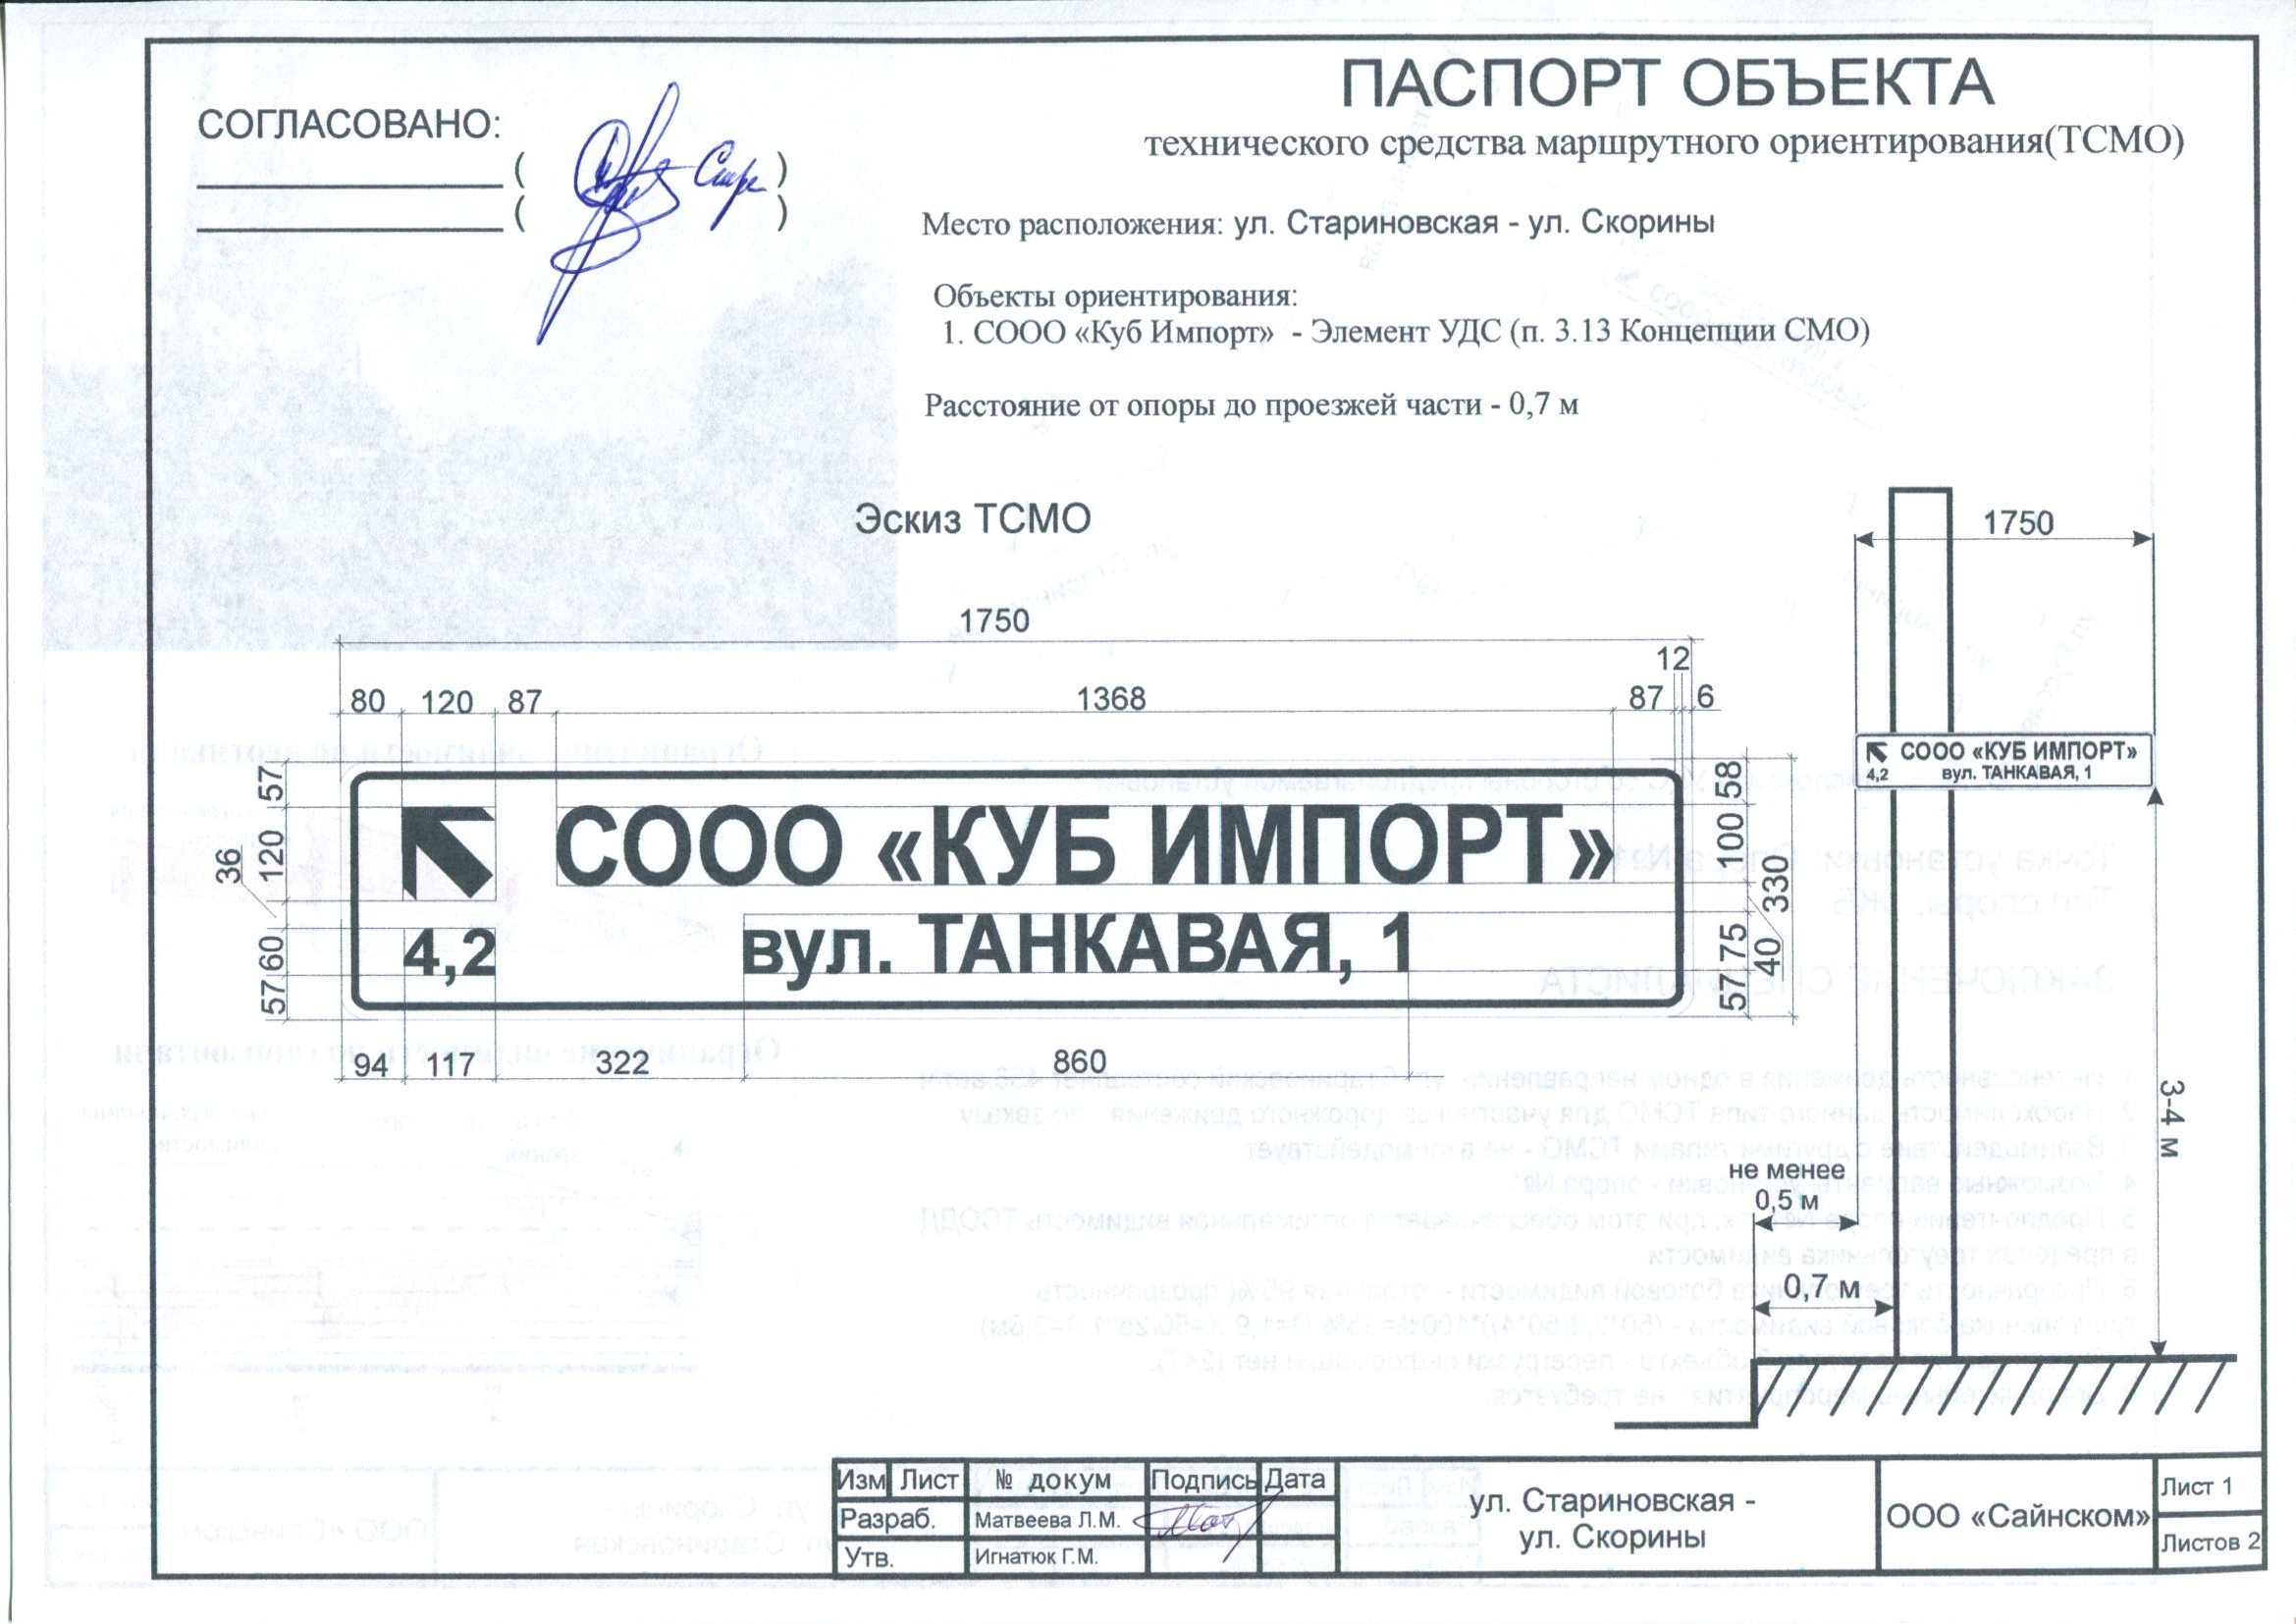 ПАСПОРТ ОБЪЕКТА
технического средства маршрутного ориентирования(ТСМО)
СОГЛАСОВАНО:
( )
( )
Место расположения: ул. Стариновская - ул. Скорины
Объекты ориентирования:
1. СООО «Куб Импорт» - Элемент УДС (п. 3.13 Концепции СМО)
Расстояние от опоры до проезжей части - 0,7 м
Эскиз ТСМО
1750
12
80 120 87 1368 87 6
57
120
36
60
57
СООО «КУБ ИМПОРТ»
4,2 вул. ТАНКАВАЯ, 1
58
100
330
40
75
57
94 117 322 860
1750
СООО «КУБ ИМПОРТ»
4,2 вул. ТАНКАВАЯ, 1
3-4 м
не менее
0,5 м
0,7 м
Изм Лист № докум Подпись Дата
Разраб. Матвеева Л.М.
Утв. Игнатюк Г.М.
ул. Стариновская -
ул. Скорины
ООО «Сайнском»
Лист 1
Листов 2